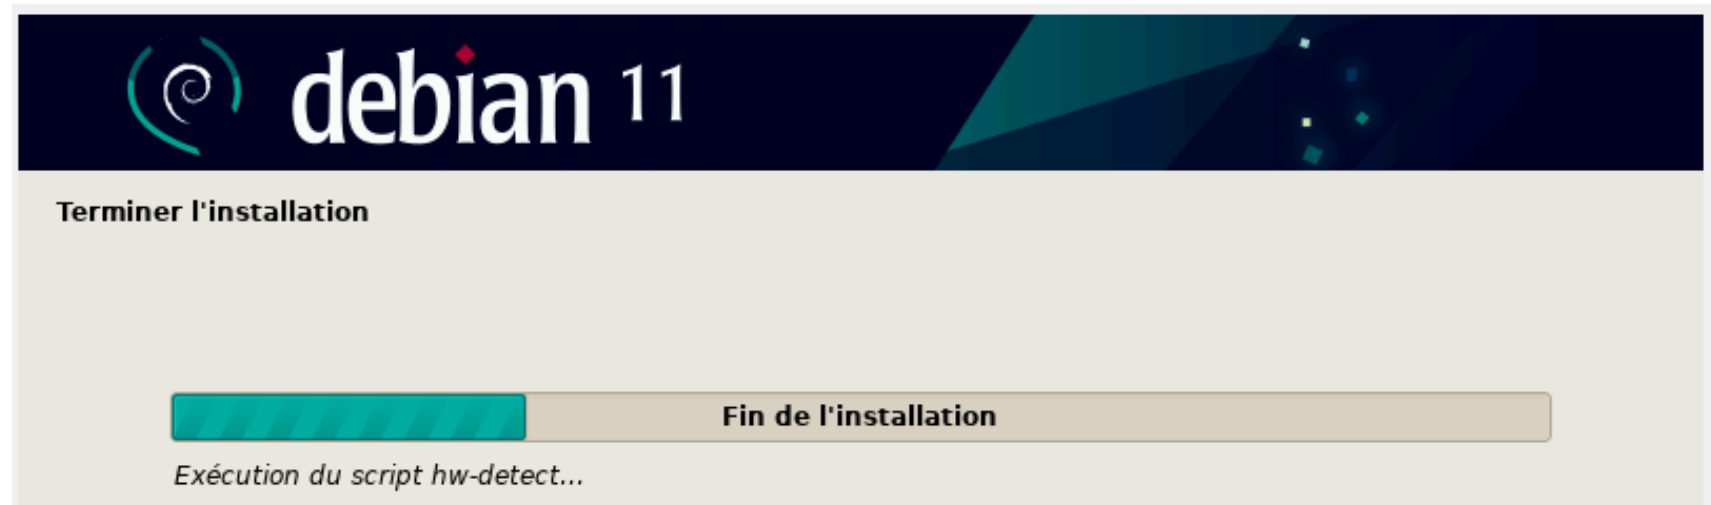 debian 11
Terminer l'installation
Fin de l'installation
Exécution du script hw-detect...